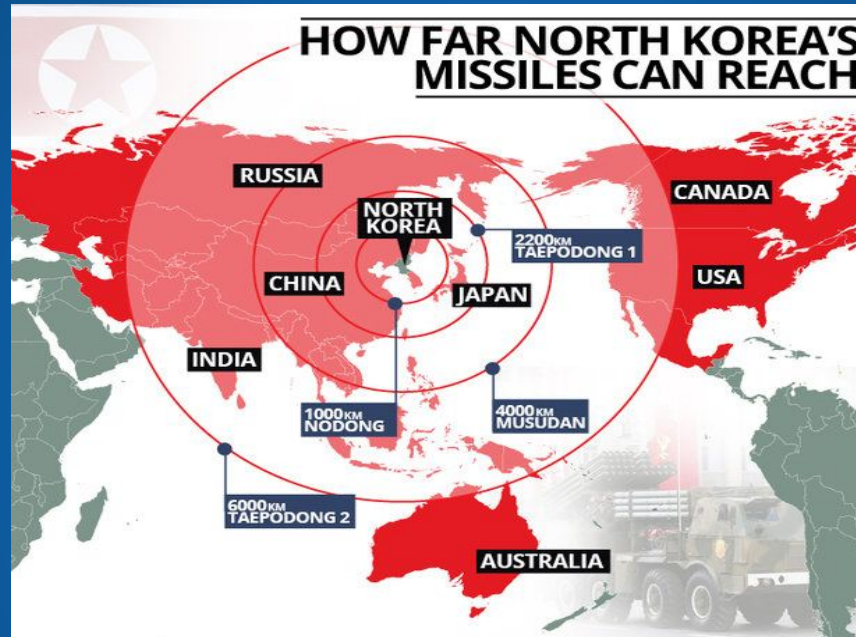 HOW FAR NORTH KOREA'S
MISSILES CAN REACH
RUSSIA
CANADA
NORTH
KOREA
2200KM
TAEPODONG 1
CHINA
JAPAN
USA
INDIA
1000KM
NODONG
4000KM
MUSUDAN
6000KM
TAEPODONG 2
AUSTRALIA